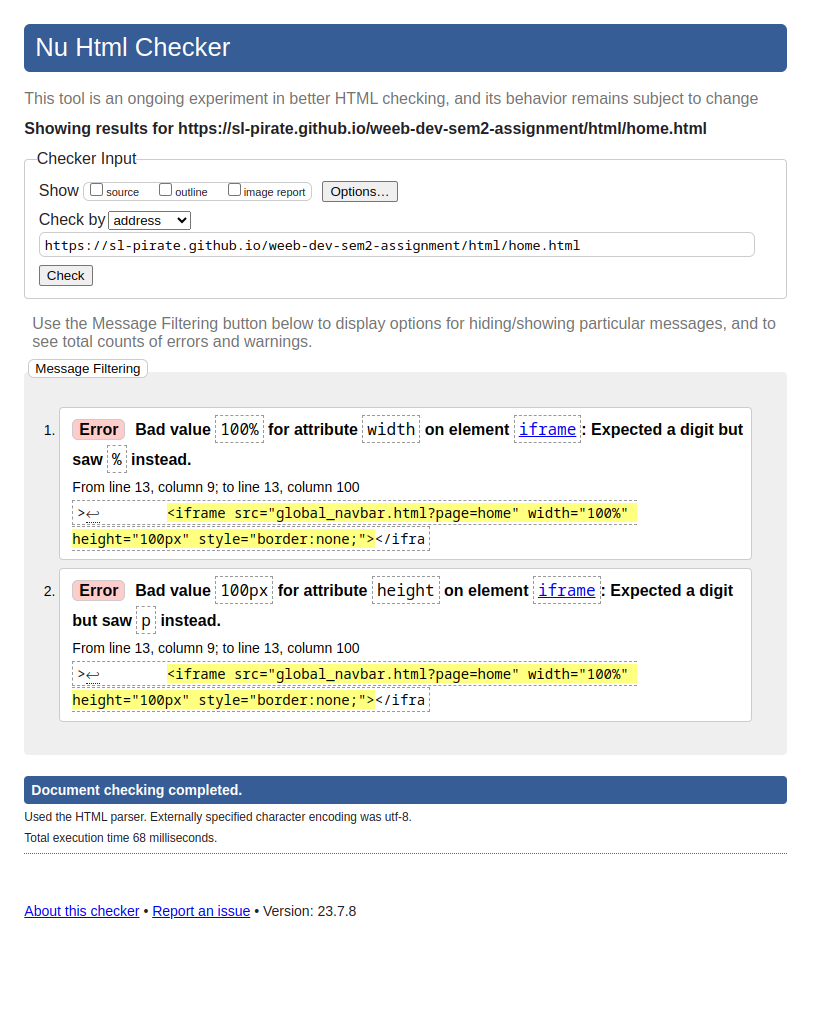 Nu Html Checker
This tool is an ongoing experiment in better HTML checking, and its behavior remains subject to change
Showing results for https://sl-pirate.github.io/weeb-dev-sem2-assignment/html/home.html
Checker Input
Show source outline image report Options...
Check by address
https://sl-pirate.github.io/weeb-dev-sem2-assignment/html/home.html
Check
Use the Message Filtering button below to display options for hiding/showing particular messages, and to
see total counts of errors and warnings.
Message Filtering
1. Error Bad value 100% for attribute width on element iframe: Expected a digit but
saw % instead.
From line 13, column 9; to line 13, column 100
>↩ <iframe src="global_navbar.html?page=home" width="100%"
height="100px" style="border:none;"></ifra
2. Error Bad value 100px for attribute height on element iframe: Expected a digit
but saw p instead.
From line 13, column 9; to line 13, column 100
>↩ <iframe src="global_navbar.html?page=home" width="100%"
height="100px" style="border:none;"></ifra
Document checking completed.
Used the HTML parser. Externally specified character encoding was utf-8.
Total execution time 68 milliseconds.
About this checker • Report an issue • Version: 23.7.8